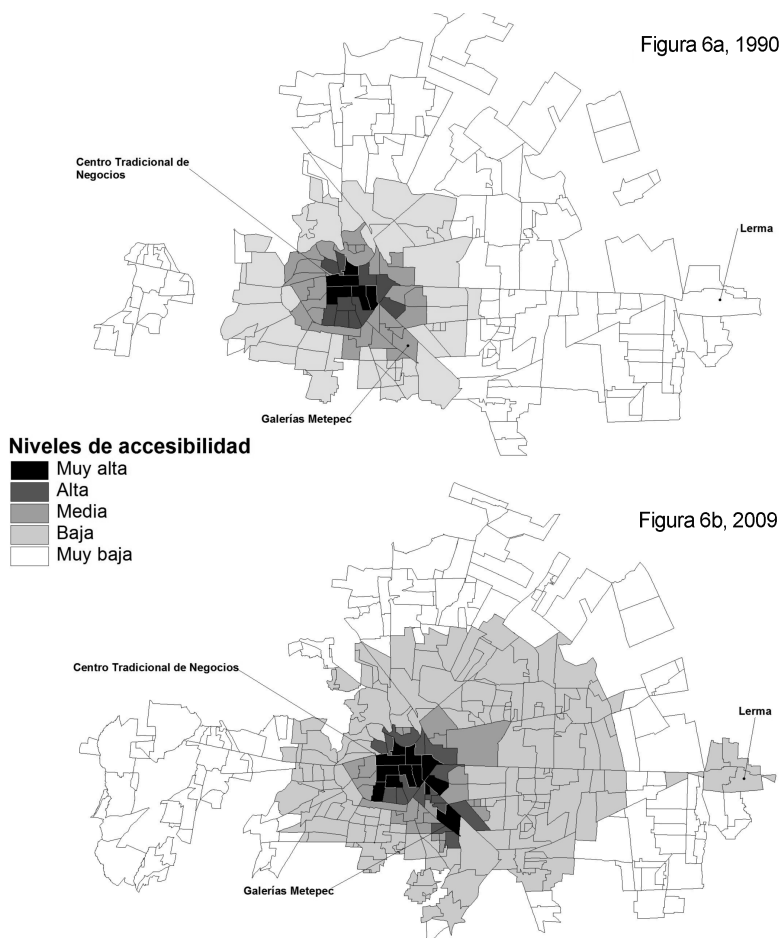 Figura 6a, 1990
Centro Tradicional de
Negocios
Lerma
Galerías Metepec
Niveles de accesibilidad
Muy alta
Alta
Media
Baja
Muy baja
Figura 6b, 2009
Centro Tradicional de Negocios
Lerma
Galerías Metepec